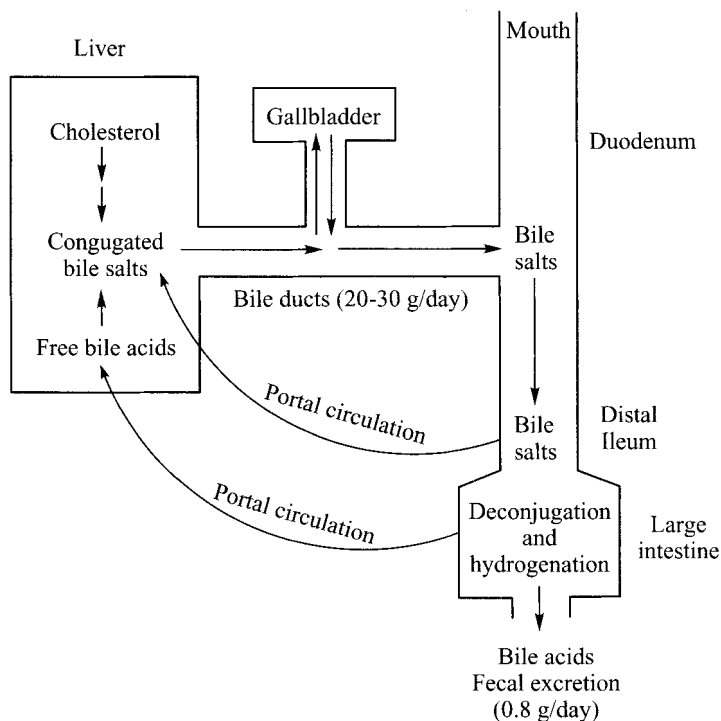 Mouth
Liver
Gallbladder
Cholesterol
Duodenum
Congugated
bile salts
Bile
salts
Bile ducts (20-30 g/day)
Free bile acids
Portal circulation
Bile
salts
Distal
Ileum
Portal circulation
Deconjugation
and
hydrogenation
Large
intestine
Bile acids
Fecal excretion
(0.8 g/day)